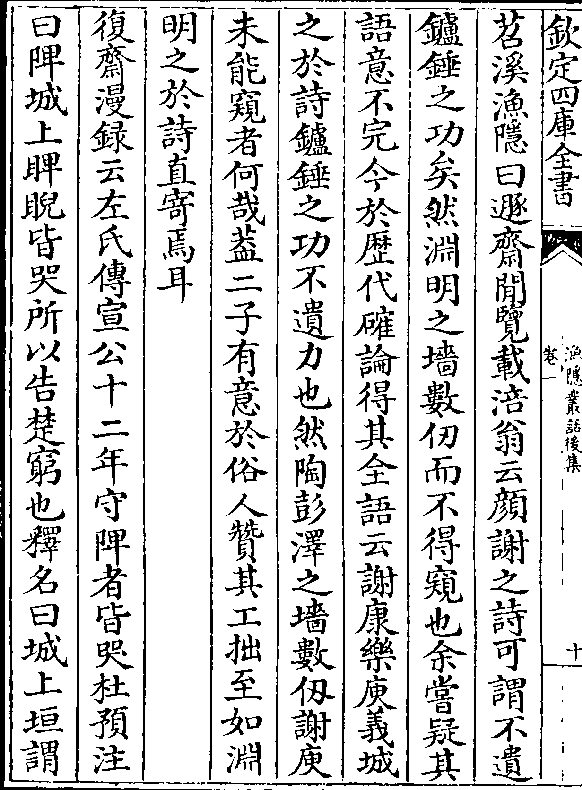 欽定四庫全書
漁隠叢話後集
卷一
十
苕溪漁隱曰遯齋閒覽載涪翁云顔謝之詩可謂不遺
鑪錘之功矣然淵明之墻數仭而不得窺也余嘗疑其
語意不完今於歴代確論得其全語云謝康樂庾義城
之於詩鑪錘之功不遺力也然陶彭澤之墻數仭謝庾
未能窺者何哉葢二子有意於俗人贊其工拙至如淵
明之於詩直寄焉耳
復齋漫録云左氏傳宣公十二年守陴者皆哭杜預注
曰陴城上睥睨皆哭所以告楚窮也釋名曰城上垣謂